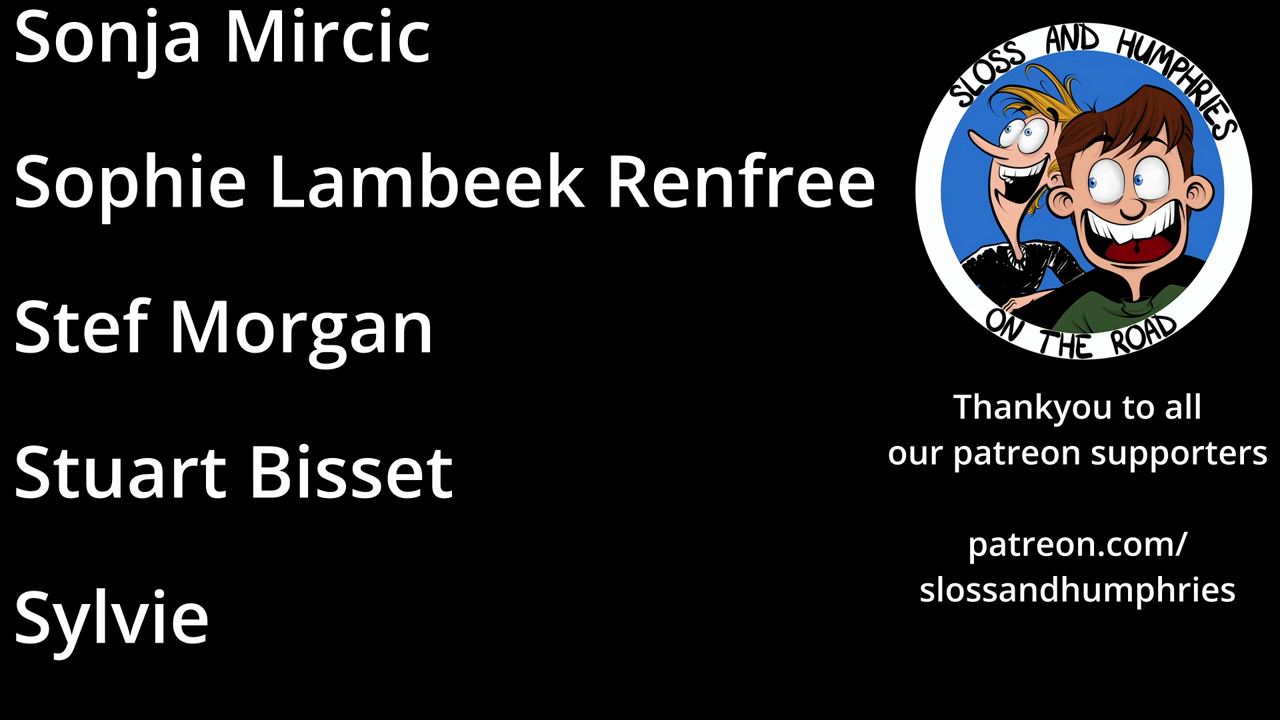 Sonja Mircic
Sophie Lambeek Renfree
Stef Morgan
Stuart Bisset
Sylvie
SLOSS AND HUMPHRIES
ON THE ROAD
Thankyou to all
our patreon supporters
patreon.com/
slossandhumphries